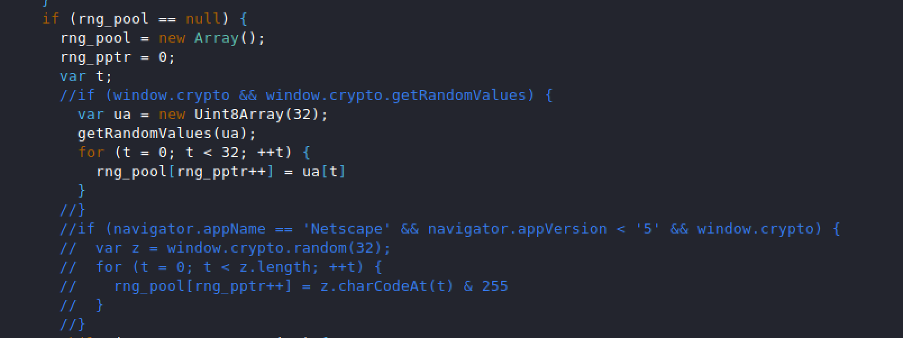 }
if (rng_pool == null) {
rng_pool = new Array();
rng_pptr = 0;
var t;
//if (window.crypto && window.crypto.getRandomValues) {
var ua = new Uint8Array(32);
getRandomValues(ua);
for (t = 0; t < 32; ++t) {
rng_pool[rng_pptr++] = ua[t]
}
//}
//if (navigator.appName == 'Netscape' && navigator.appVersion < '5' && window.crypto) {
//  var z = window.crypto.random(32);
//  for (t = 0; t < z.length; ++t) {
//    rng_pool[rng_pptr++] = z.charCodeAt(t) & 255
//  }
//}